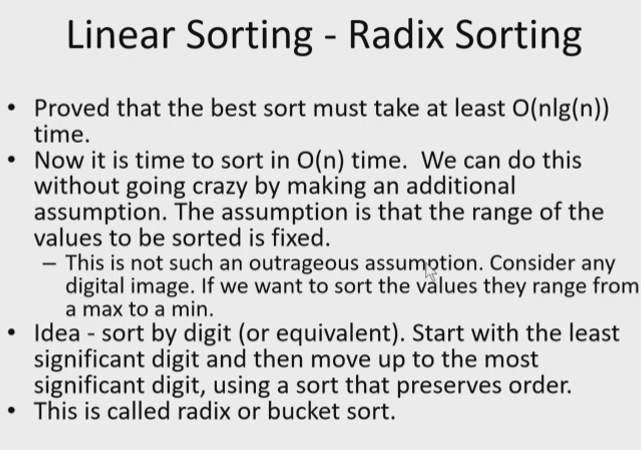 Linear Sorting - Radix Sorting
• Proved that the best sort must take at least O(nlg(n))
time.
• Now it is time to sort in O(n) time.  We can do this
without going crazy by making an additional
assumption. The assumption is that the range of the
values to be sorted is fixed.
– This is not such an outrageous assumption. Consider any
digital image. If we want to sort the values they range from
a max to a min.
• Idea - sort by digit (or equivalent). Start with the least
significant digit and then move up to the most
significant digit, using a sort that preserves order.
• This is called radix or bucket sort.